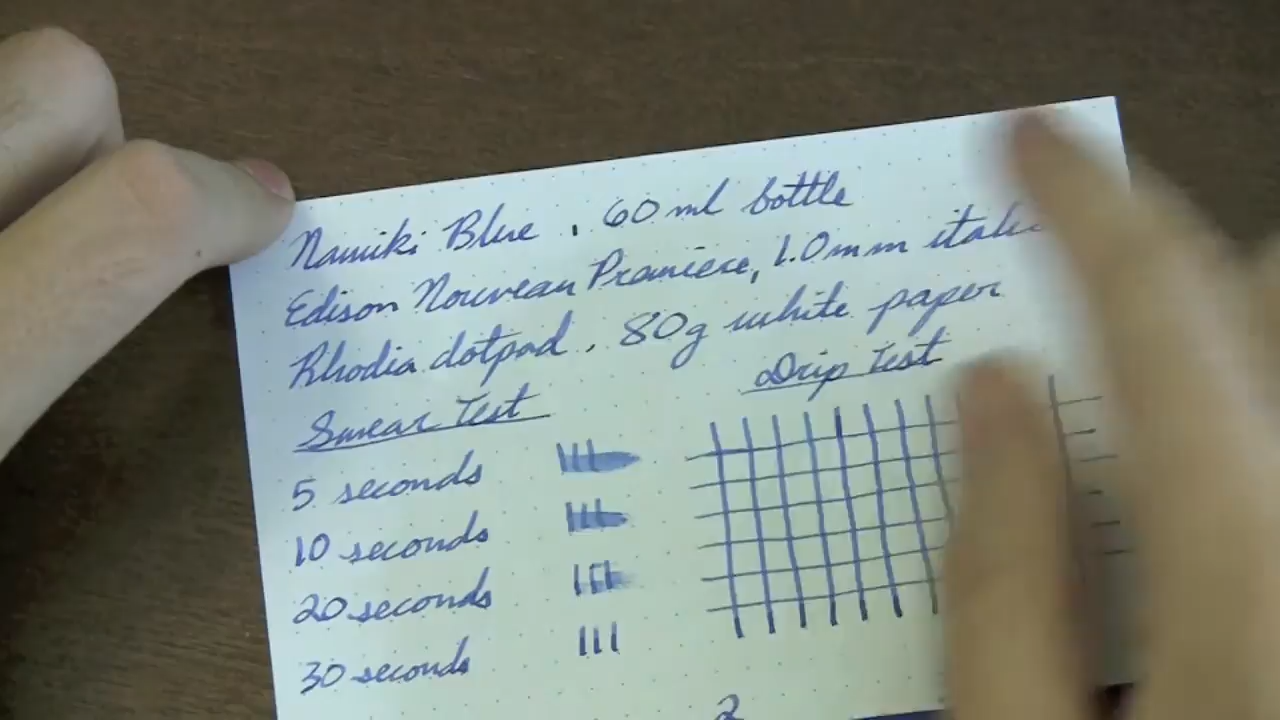 Namiki Blue, 60 ml bottle
Edison Nouveau Premiere, 1.0mm italic
Rhodia dotpad, 80g white paper
Smear Test
Drip Test
5 seconds
10 seconds
20 seconds
30 seconds
2